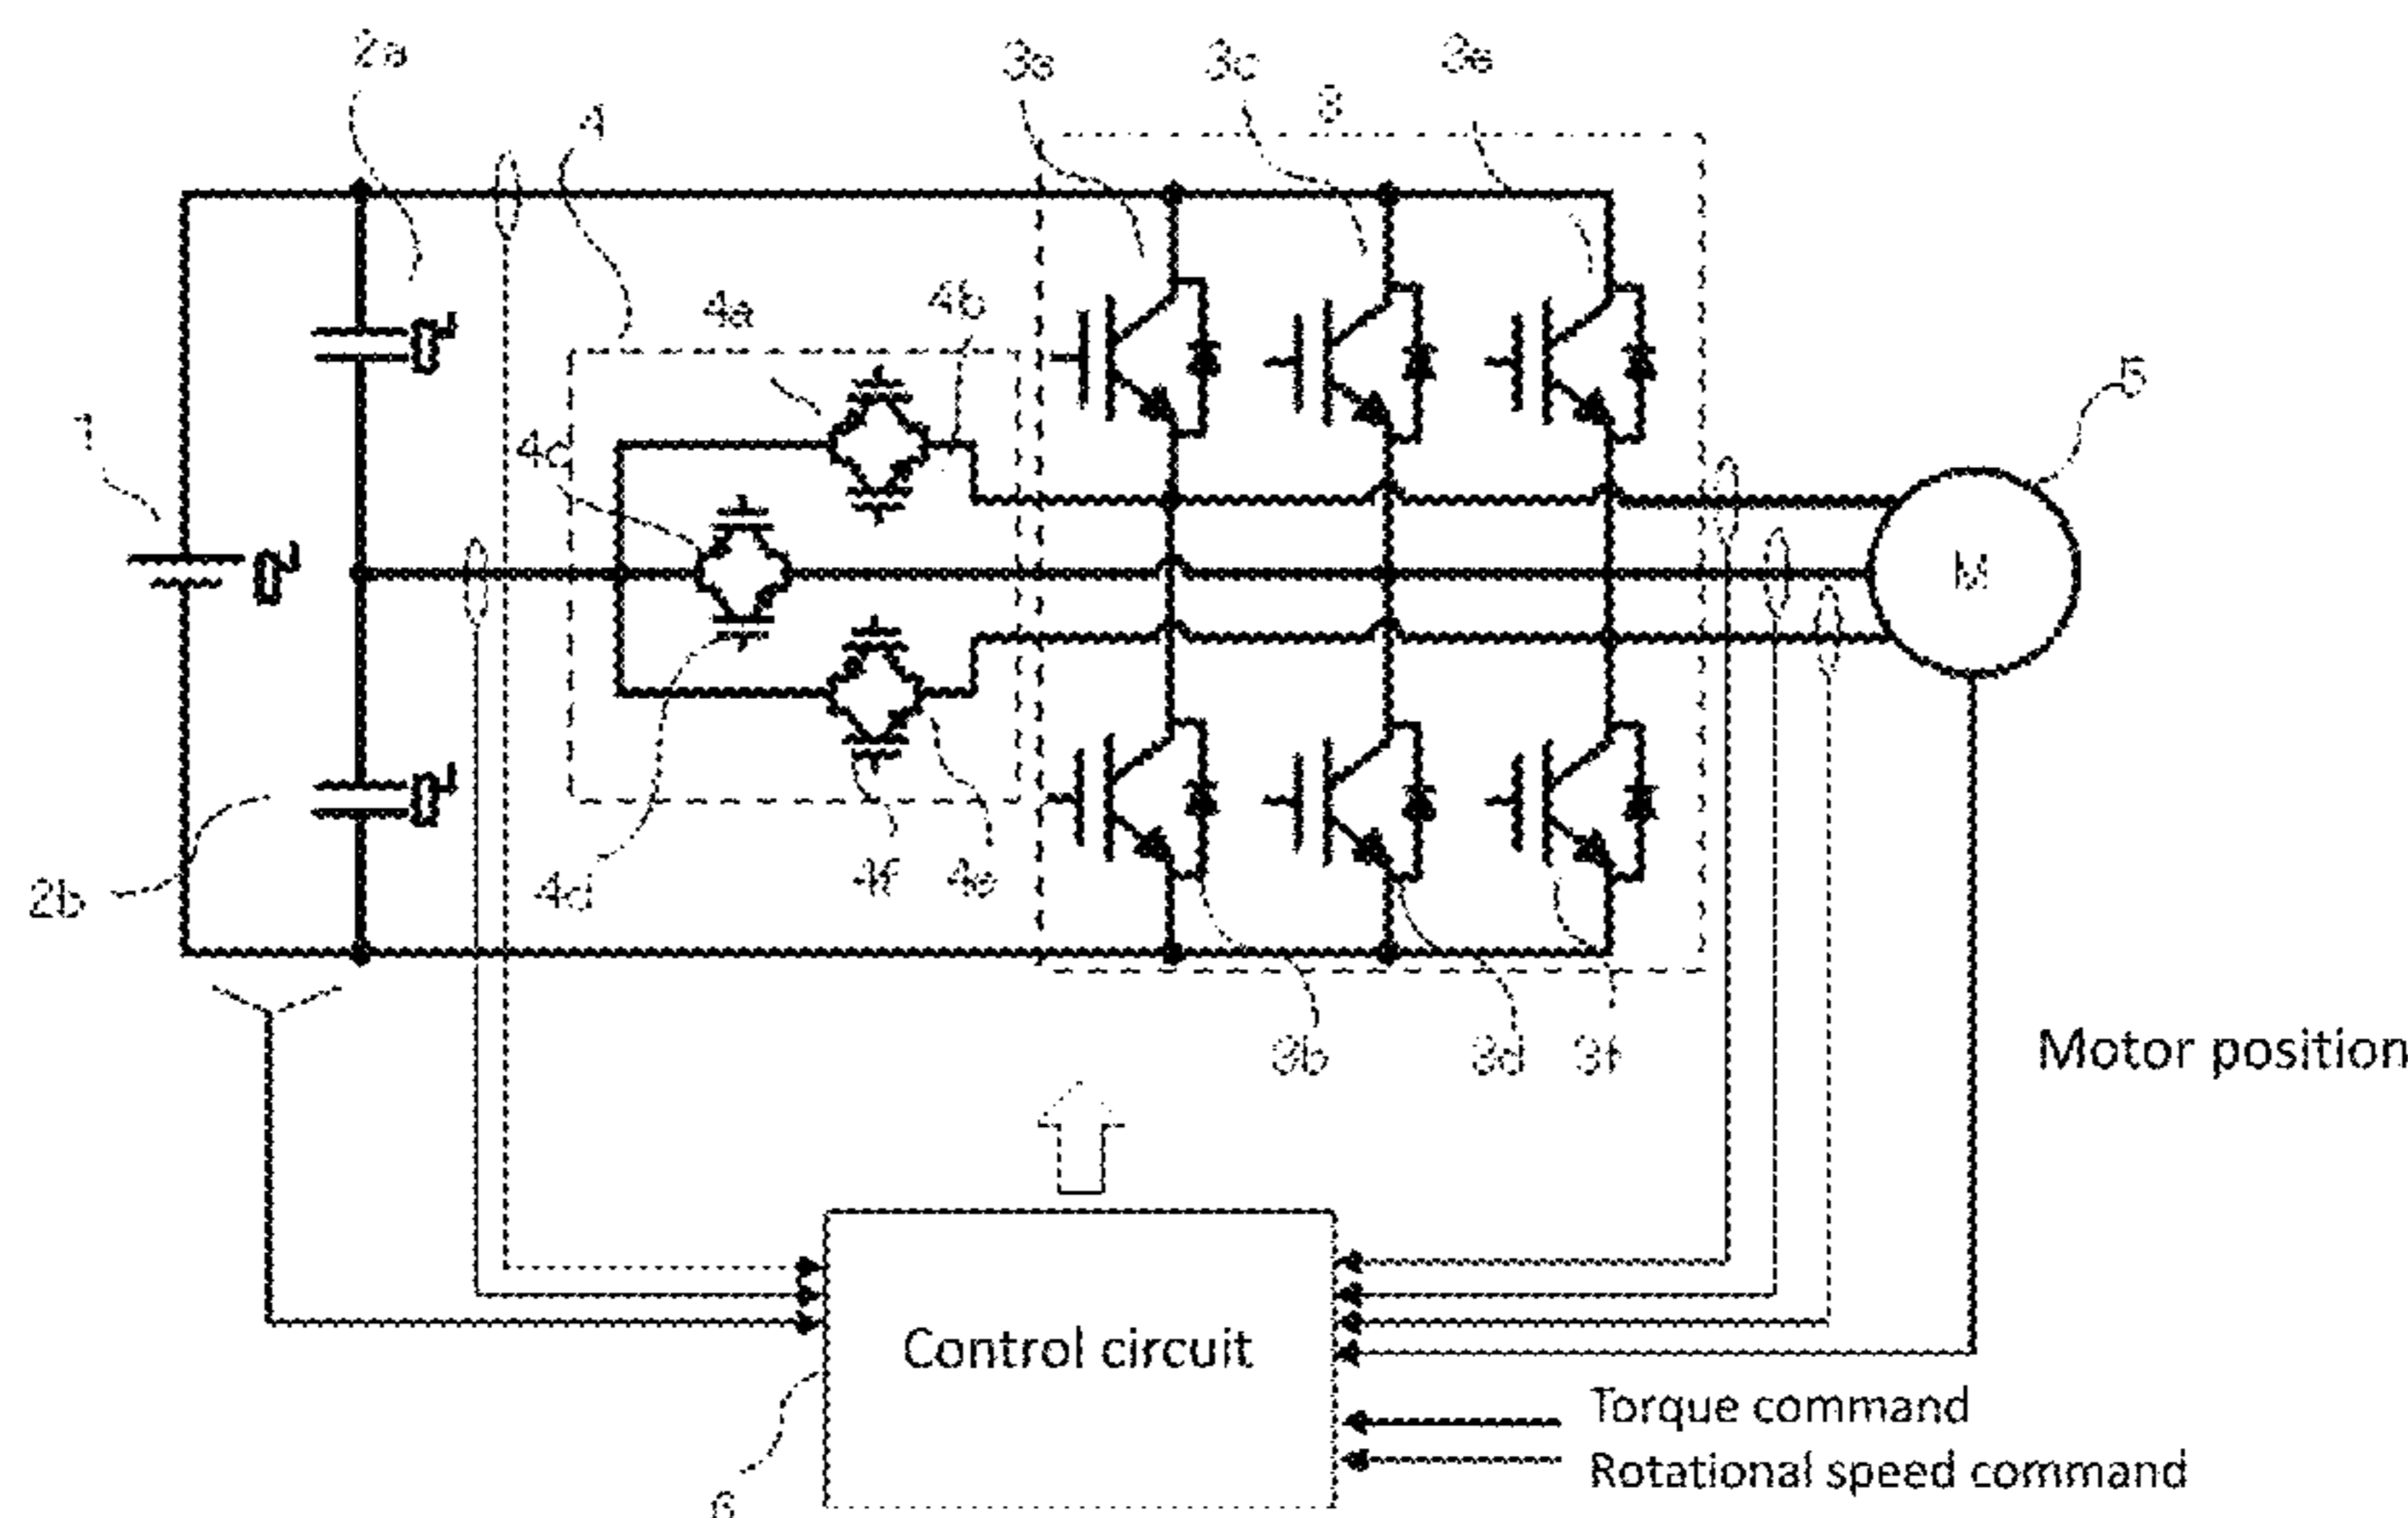 2a
3a
3c
3e
4
3
4a
4b
1
4c
5
M
2b
4d
4f
4e
3b
3d
3f
Motor position
Control circuit
Torque command
Rotational speed command
6